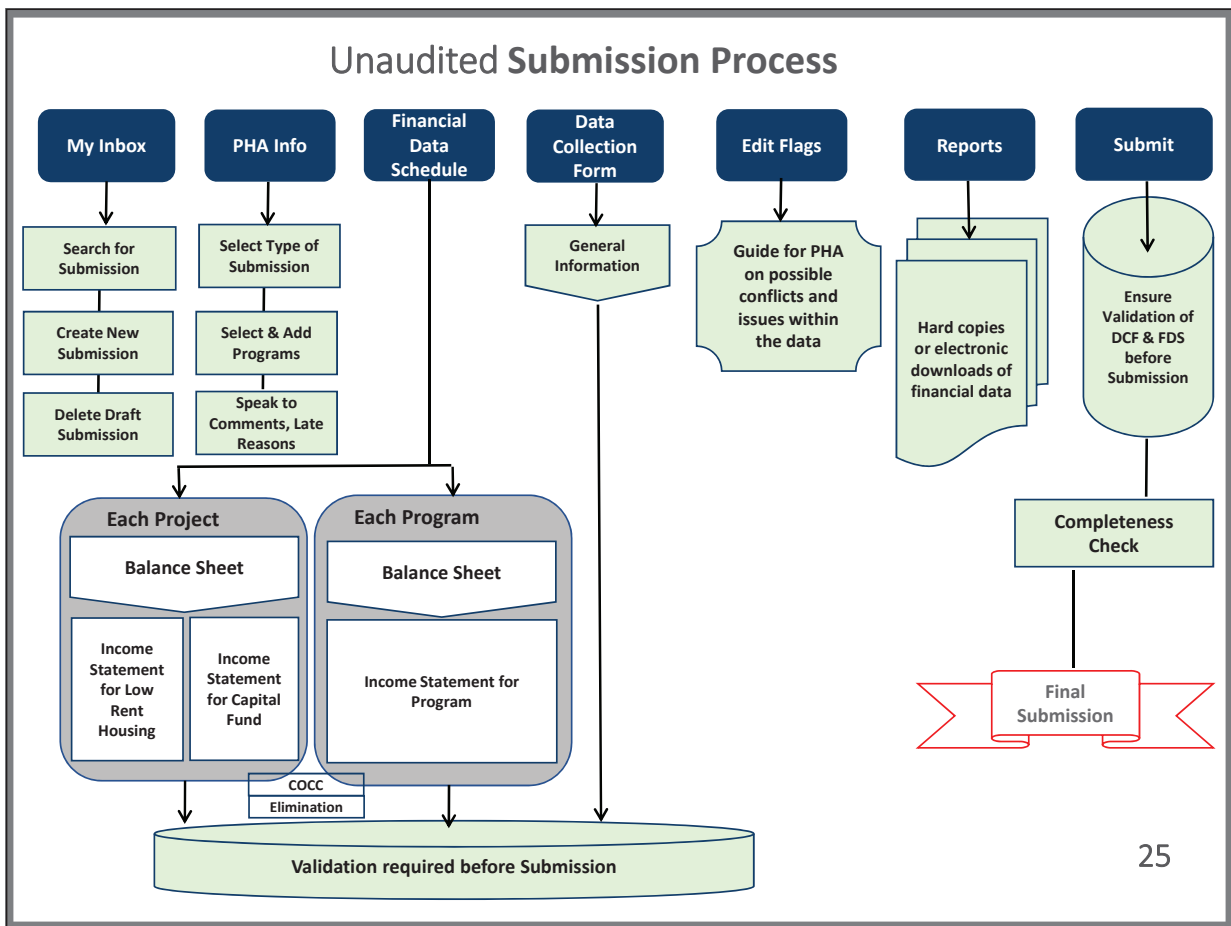 Unaudited Submission Process
My Inbox
PHA Info
Financial
Data
Schedule
Data
Collection
Form
Edit Flags
Reports
Submit
Search for
Submission
Create New
Submission
Delete Draft
Submission
Select Type of
Submission
Select & Add
Programs
Speak to
Comments, Late
Reasons
General
Information
Guide for PHA
on possible
conflicts and
issues within
the data
Hard copies
or electronic
downloads of
financial data
Ensure
Validation of
DCF & FDS
before
Submission
Each Project
Balance Sheet
Income
Statement
for Low
Rent
Housing
Income
Statement
for Capital
Fund
Each Program
Balance Sheet
Income Statement for
Program
Completeness
Check
Final
Submission
COCC
Elimination
Validation required before Submission
25